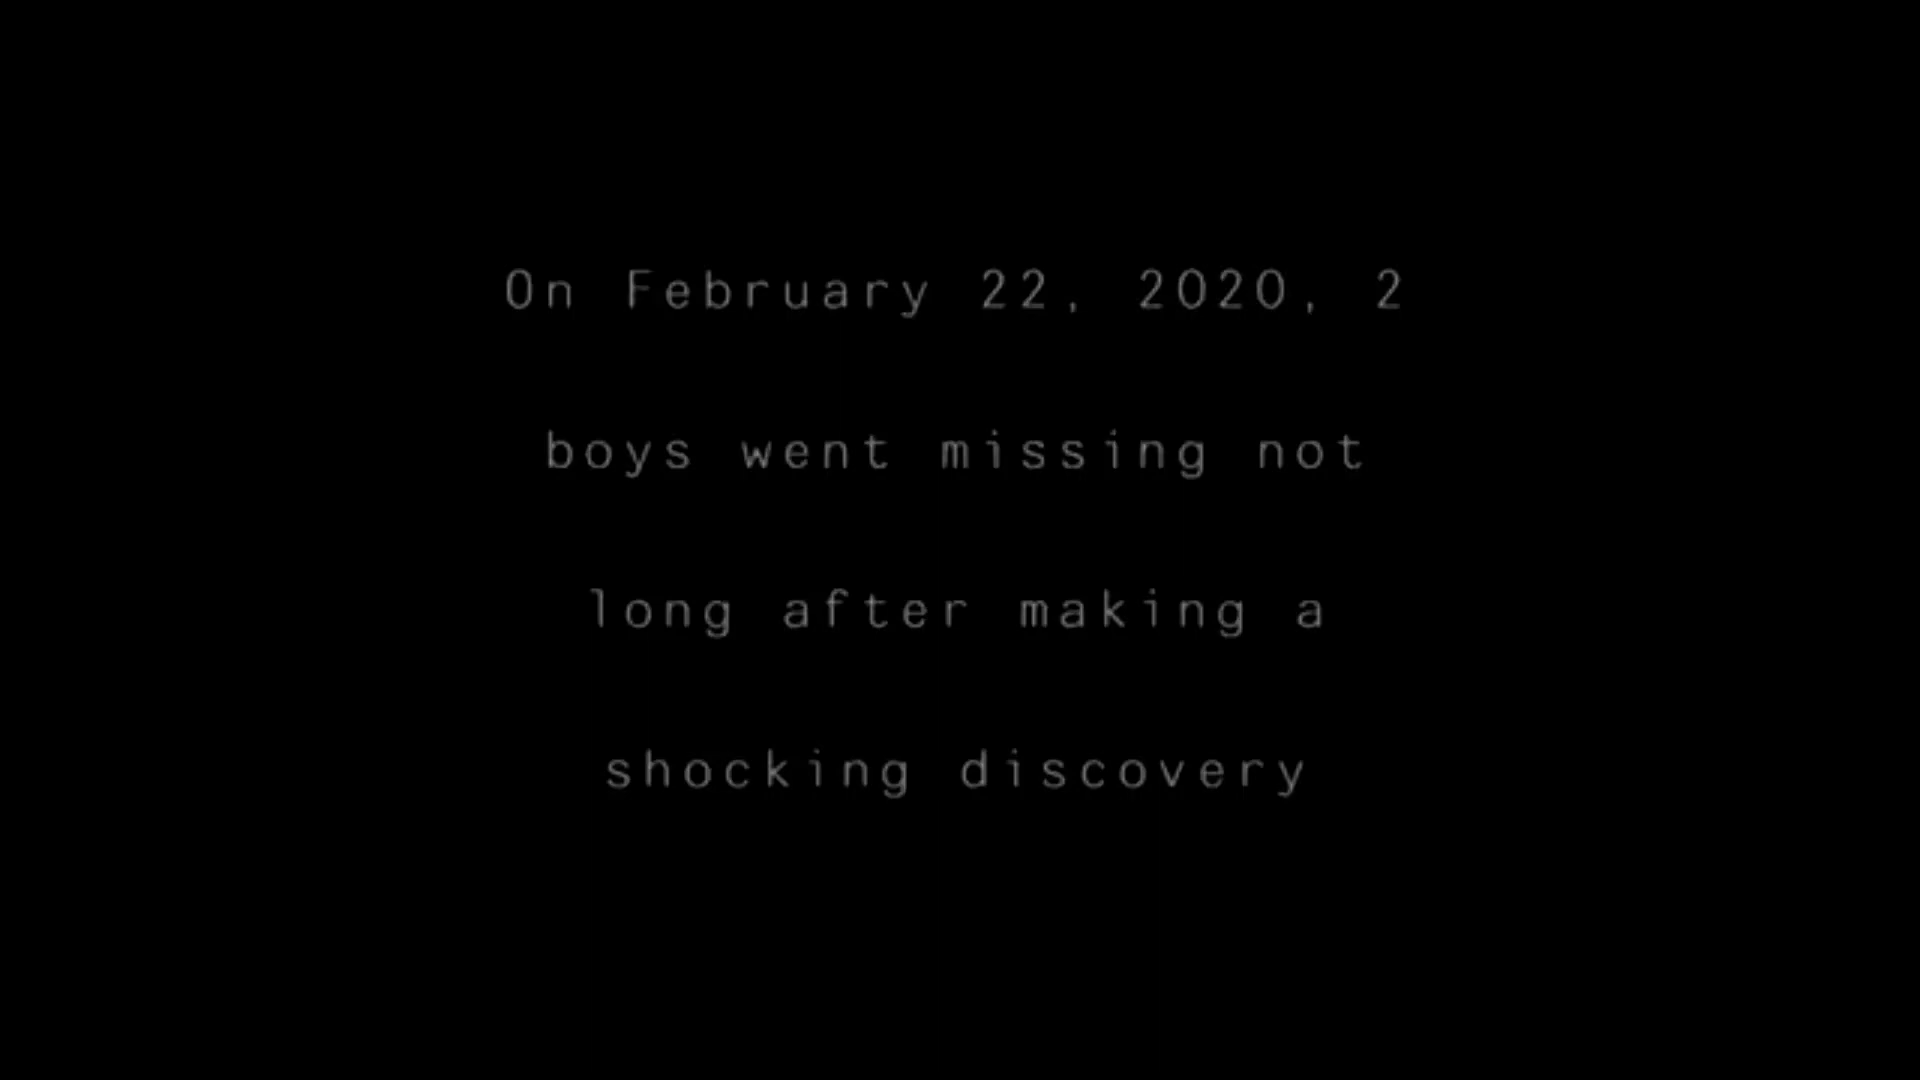 On February 22, 2020, 2
boys went missing not
long after making a
shocking discovery